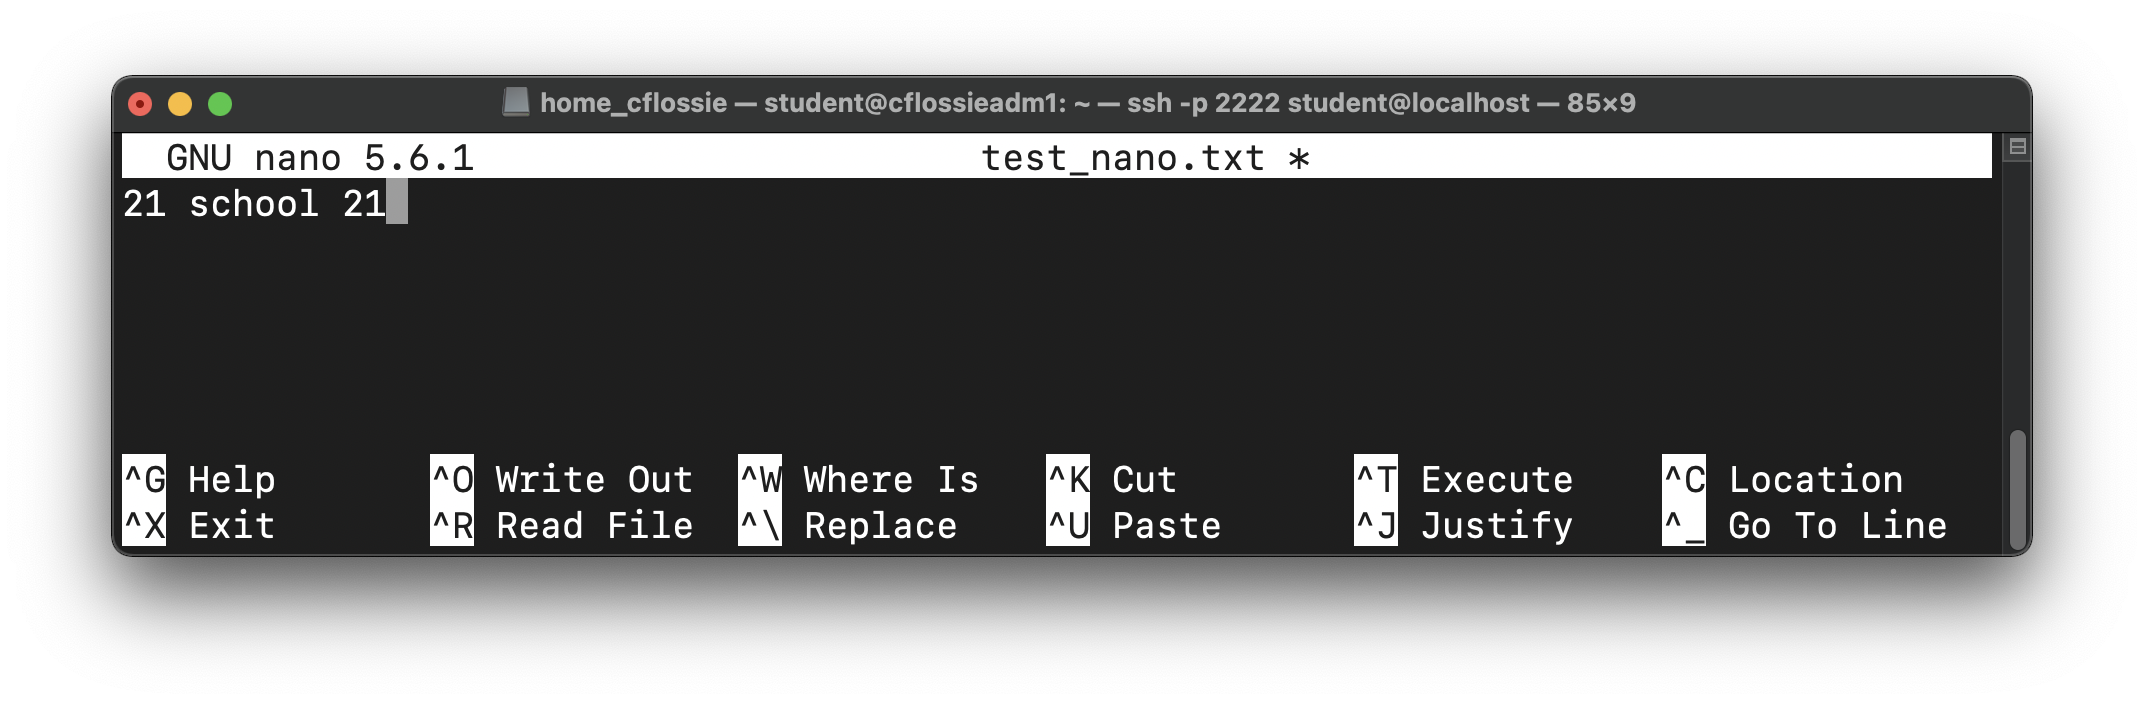 home_cflossie — student@cflossieadm1: ~ — ssh -p 2222 student@localhost — 85×9
GNU nano 5.6.1 test_nano.txt *
21 school 21
^G Help ^O Write Out ^W Where Is ^K Cut ^T Execute ^C Location
^X Exit ^R Read File ^\ Replace ^U Paste ^J Justify ^_ Go To Line